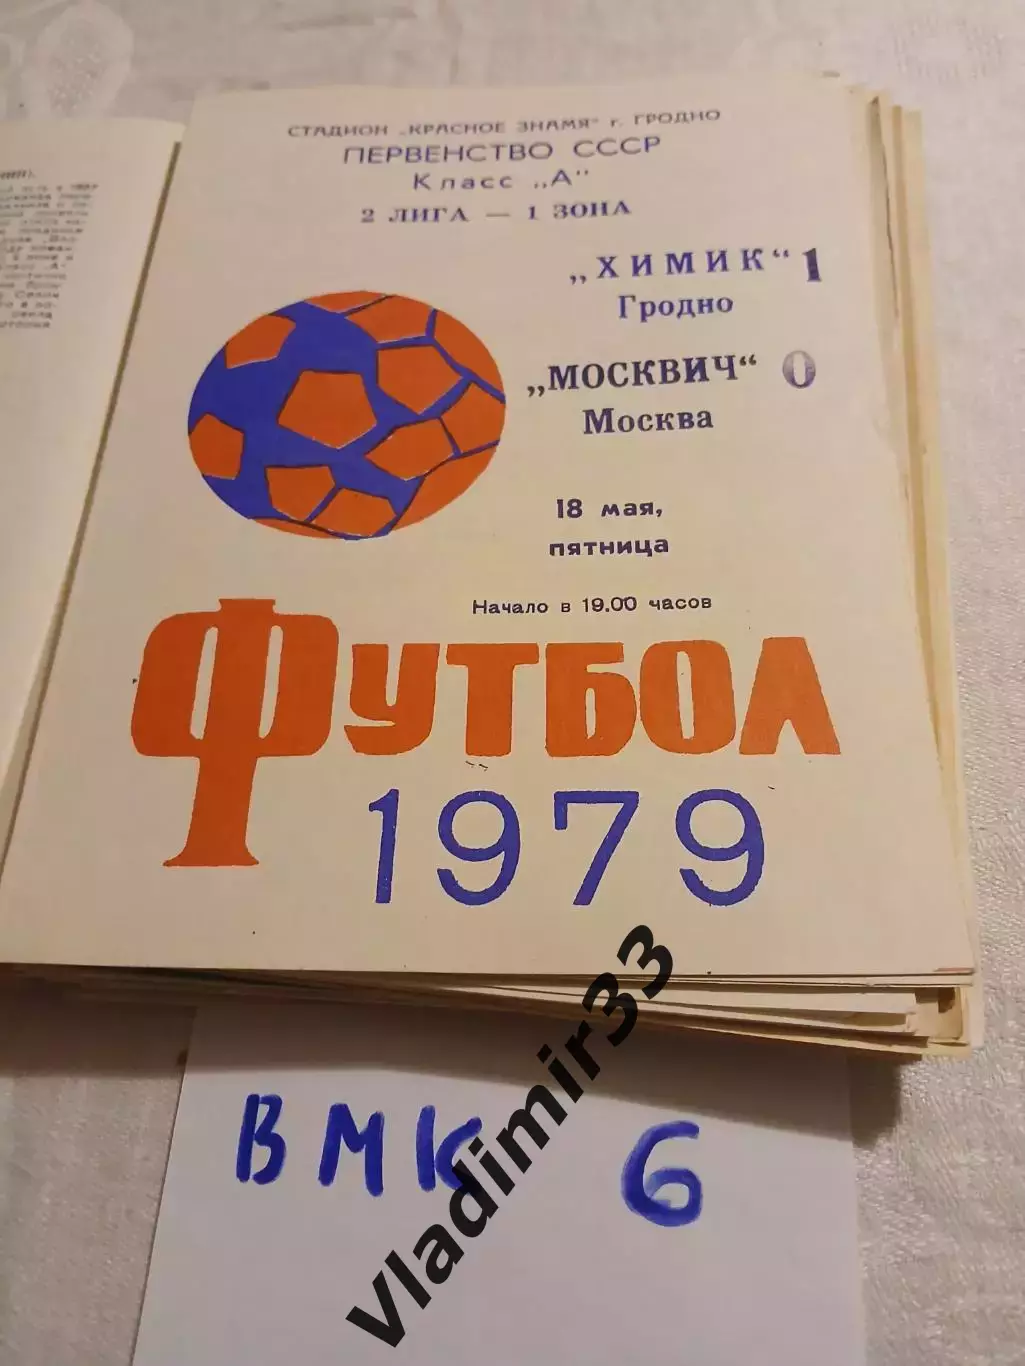 СТАДИОН „КРАСНОЕ ЗНАМЯ" г. ГРОДНО
ПЕРВЕНСТВО СССР
Класс „А"
2 ЛИГА — 1 ЗОНА
„ХИМИК" 1
Гродно
„МОСКВИЧ" 0
Москва
18 мая,
пятница
Начало в 19.00 часов
ФУТБОЛ
1979
ВМК 6
Vladimir33